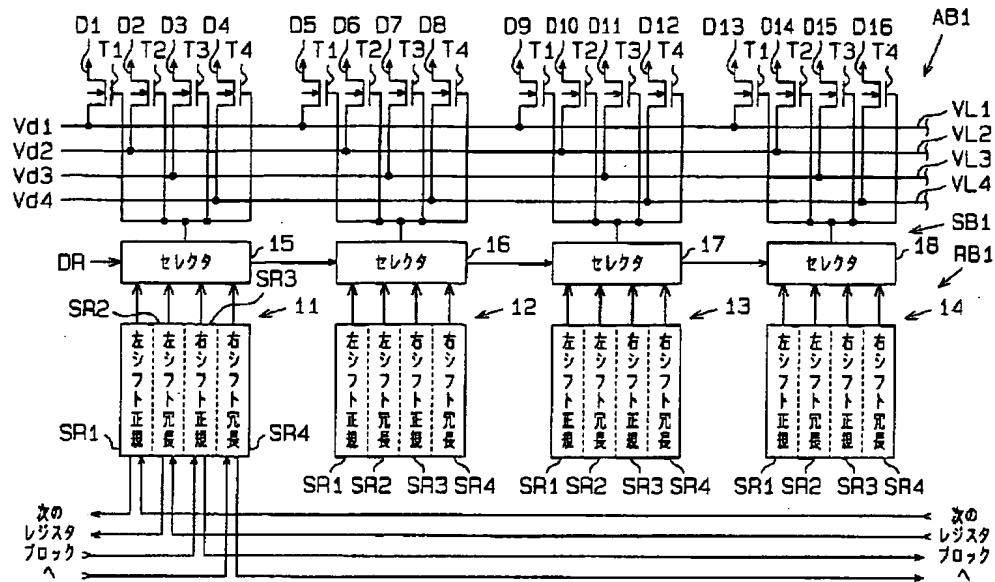 D1 D2 D3 D4 D5 D6 D7 D8 D9 D10 D11 D12 D13 D14 D15 D16 AB1
T1 T2 T3 T4 T1 T2 T3 T4 T1 T2 T3 T4 T1 T2 T3 T4
Vd1 VL1
Vd2 VL2
Vd3 VL3
Vd4 VL4
SB1
15 16 17 18
DR セレクタ セレクタ セレクタ セレクタ RB1
SR2 SR3 11 12 13 14
左シフト正規 左シフト冗長 右シフト正規 右シフト冗長
左シフト正規 左シフト冗長 右シフト正規 右シフト冗長
左シフト正規 左シフト冗長 右シフト正規 右シフト冗長
左シフト正規 左シフト冗長 右シフト正規 右シフト冗長
SR1 SR4
SR1 SR2 SR3 SR4 SR1 SR2 SR3 SR4 SR1 SR2 SR3 SR4
次の 次の
レジスタ レジスタ
ブロック ブロック
へ へ